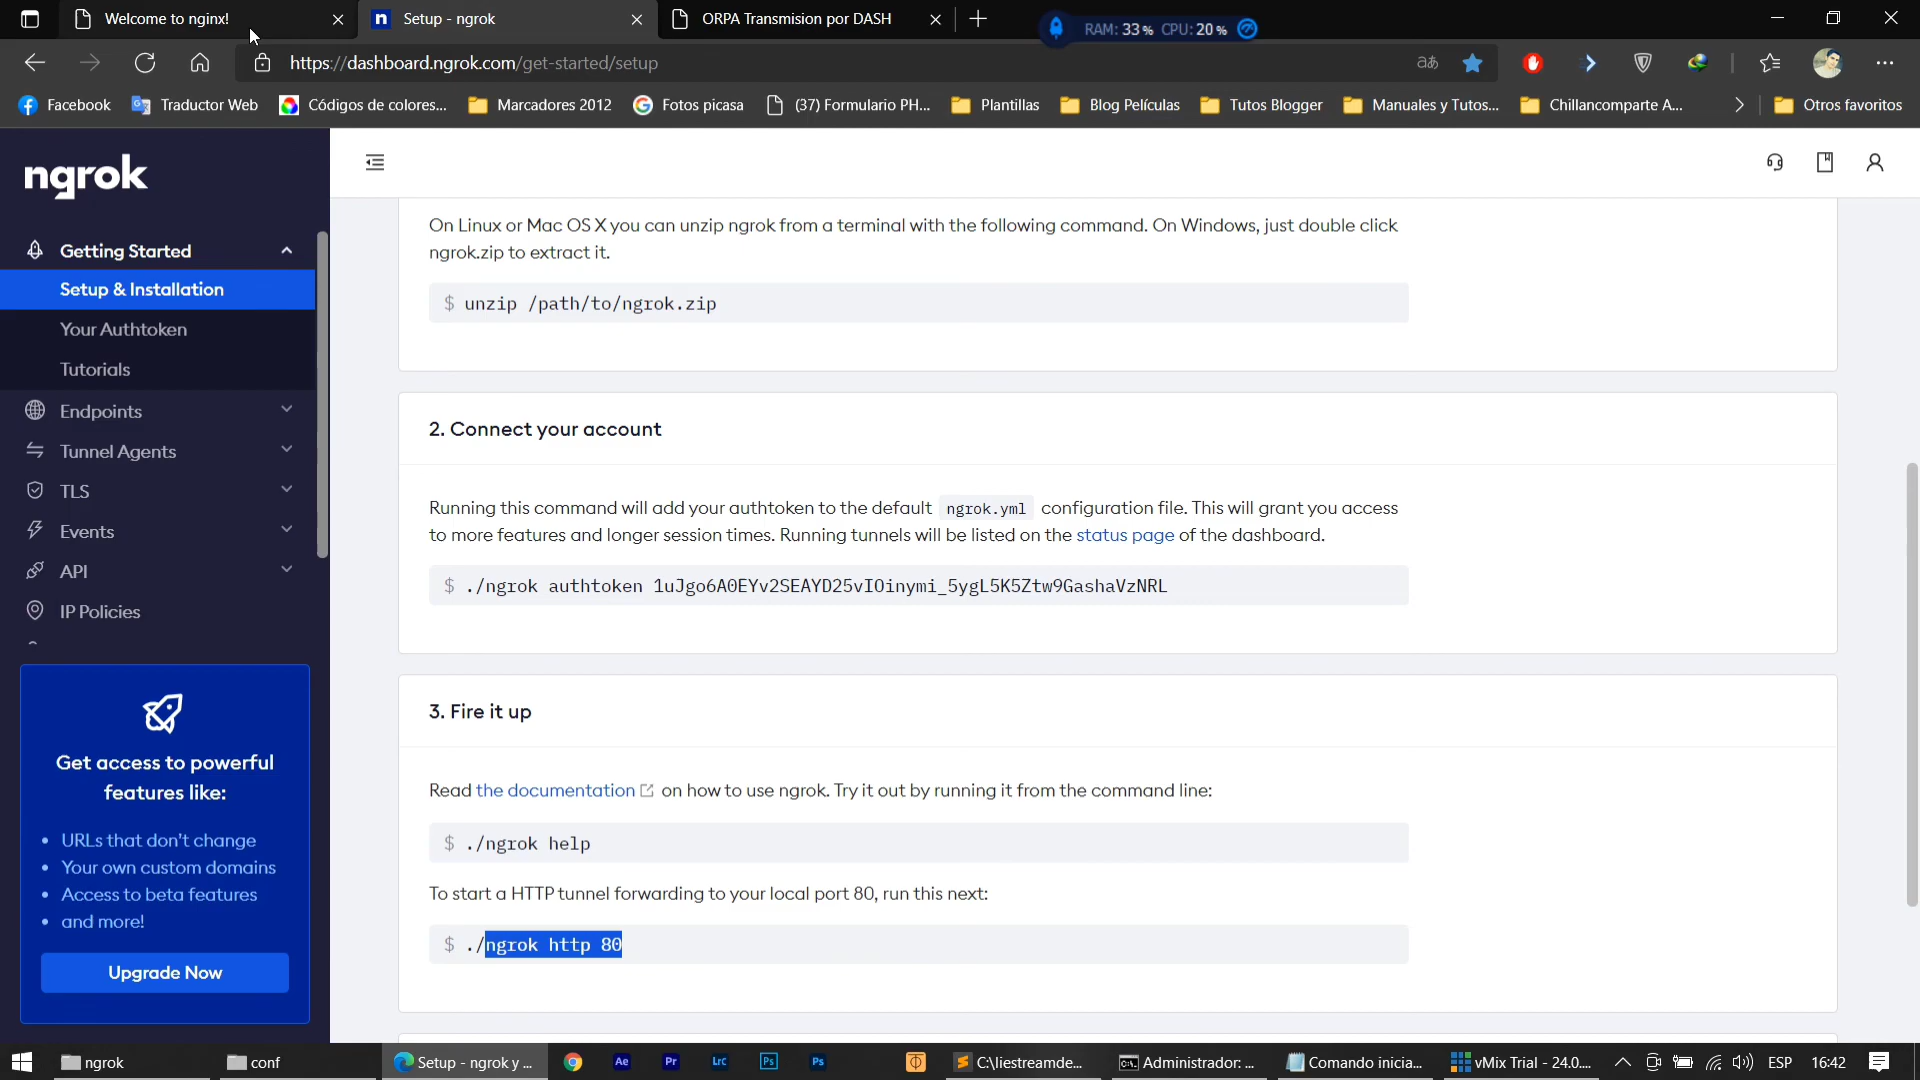 Welcome to nginx!
Setup - ngrok
ORPA Transmision por DASH
RAM: 33% CPU: 20%
https://dashboard.ngrok.com/get-started/setup
Facebook
Traductor Web
Códigos de colores...
Marcadores 2012
Fotos picasa
(37) Formulario PH...
Plantillas
Blog Películas
Tutos Blogger
Manuales y Tutos...
Chillancomparte A...
Otros favoritos
ngrok
Getting Started
Setup & Installation
Your Authtoken
Tutorials
Endpoints
Tunnel Agents
TLS
Events
API
IP Policies
Get access to powerful
features like:
• URLs that don't change
• Your own custom domains
• Access to beta features
• and more!
Upgrade Now
On Linux or Mac OS X you can unzip ngrok from a terminal with the following command. On Windows, just double click
ngrok.zip to extract it.
$ unzip /path/to/ngrok.zip
2. Connect your account
Running this command will add your authtoken to the default ngrok.yml configuration file. This will grant you access
to more features and longer session times. Running tunnels will be listed on the status page of the dashboard.
$ ./ngrok authtoken 1uJgo6A0EYv2SEAYD25vIOinymi_5ygL5K5Ztw9GashaVzNRL
3. Fire it up
Read the documentation on how to use ngrok. Try it out by running it from the command line:
$ ./ngrok help
To start a HTTP tunnel forwarding to your local port 80, run this next:
$ ./ngrok http 80
ngrok
conf
Setup - ngrok y ...
Ae
Pr
Lrc
Ps
Ps
C:\liestreamde...
Administrador: ...
Comando inicia...
vMix Trial - 24.0....
ESP
16:42